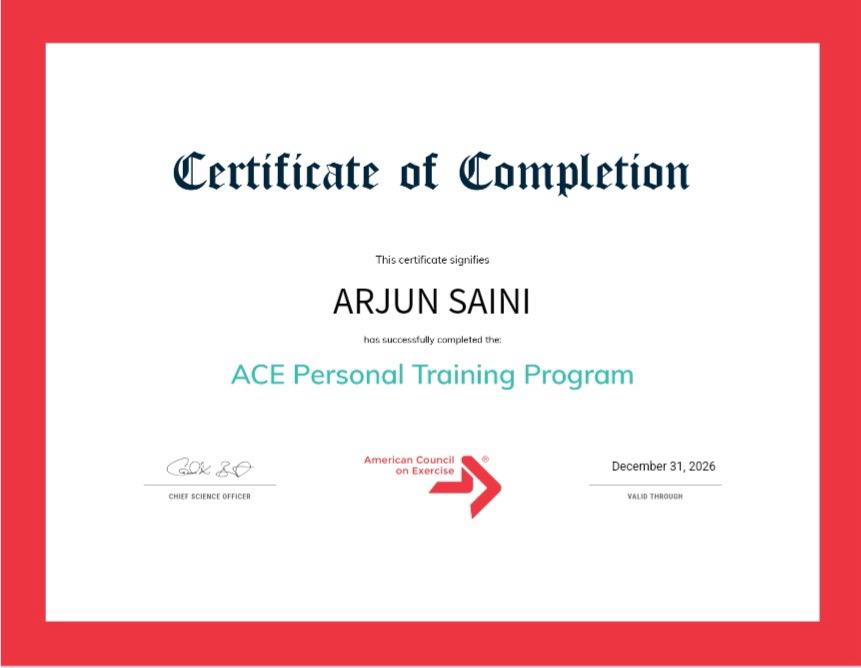 Certificate of Completion
This certificate signifies
ARJUN SAINI
has successfully completed the:
ACE Personal Training Program
American Council
on Exercise
®
December 31, 2026
CHIEF SCIENCE OFFICER
VALID THROUGH